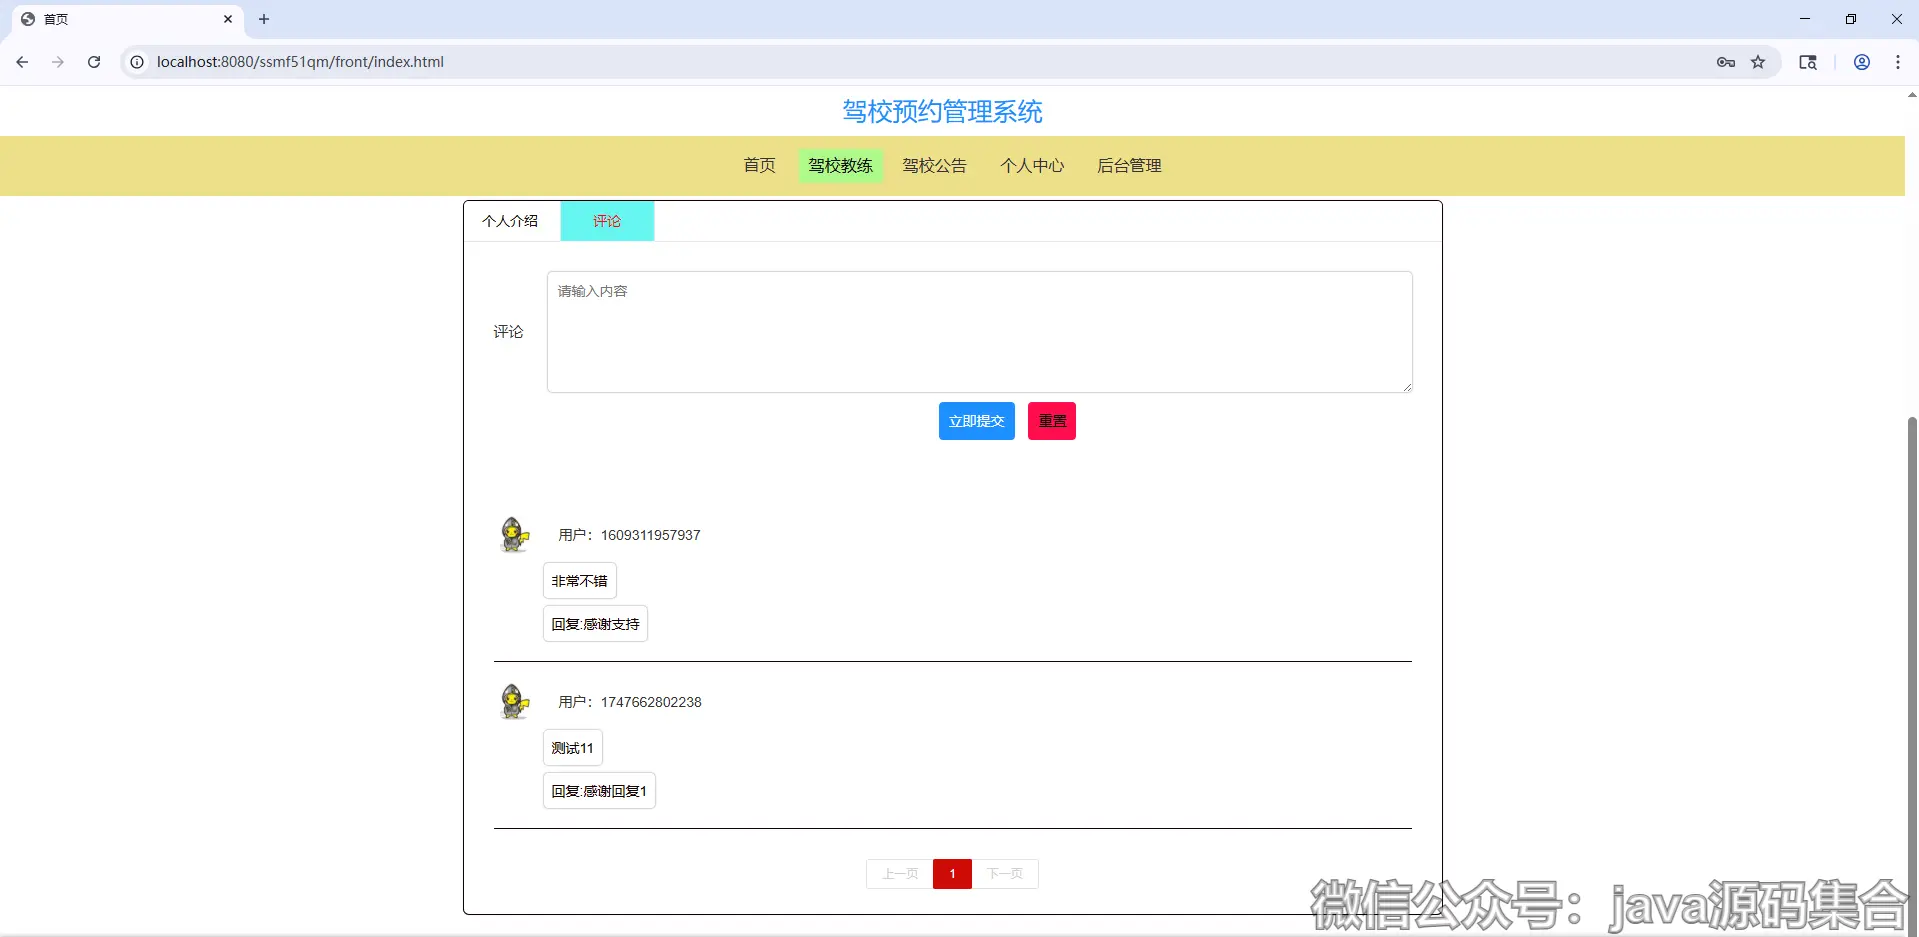 首页
localhost:8080/ssmf51qm/front/index.html
驾校预约管理系统
首页 驾校教练 驾校公告 个人中心 后台管理
个人介绍 评论
请输入内容
评论
立即提交 重置
用户：1609311957937
非常不错
回复:感谢支持
用户：1747662802238
测试11
回复:感谢回复1
上一页 1 下一页
微信公众号：java源码集合